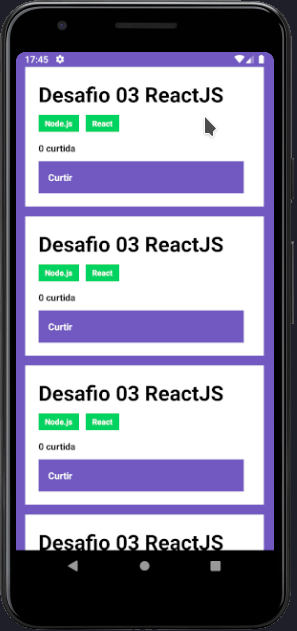 17:45
Desafio 03 ReactJS
Node.js React
0 curtida
Curtir
Desafio 03 ReactJS
Node.js React
0 curtida
Curtir
Desafio 03 ReactJS
Node.js React
0 curtida
Curtir
Desafio 03 ReactJS